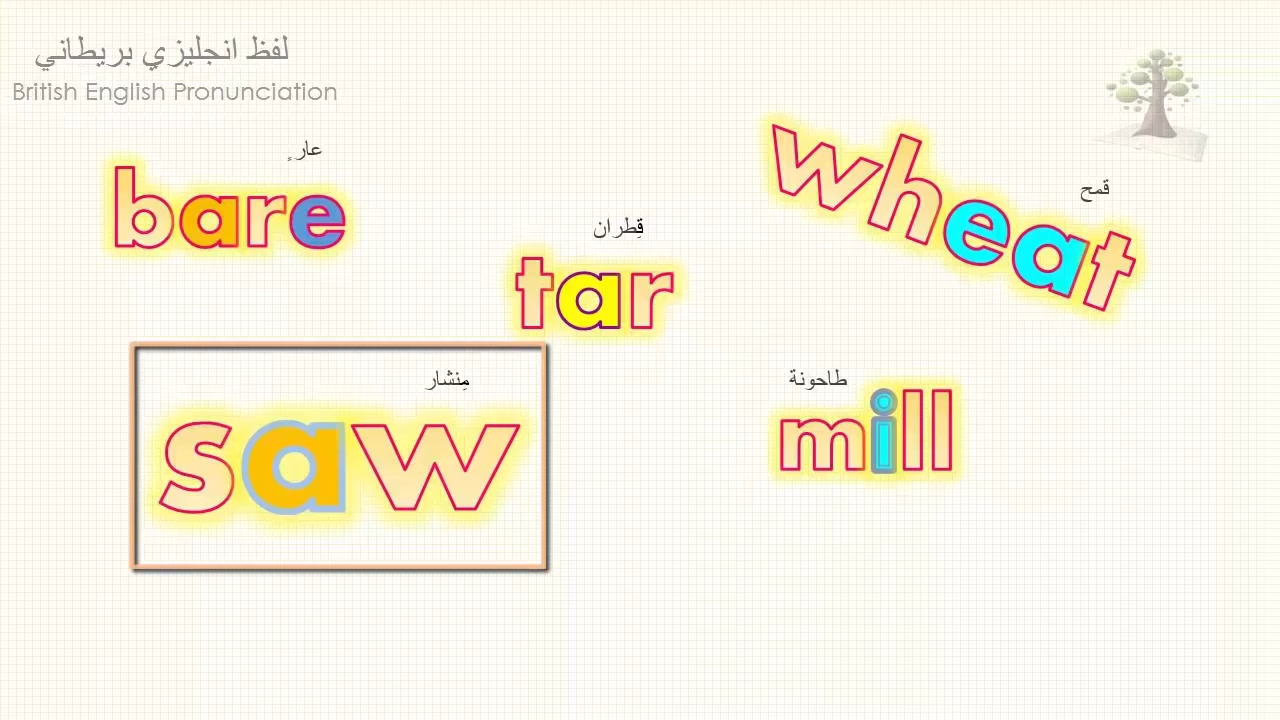 لفظ انجليزي بريطاني
British English Pronunciation
عارٍ
bare
قِطران
tar
قمح
wheat
مِنشار
saw
طاحونة
mill